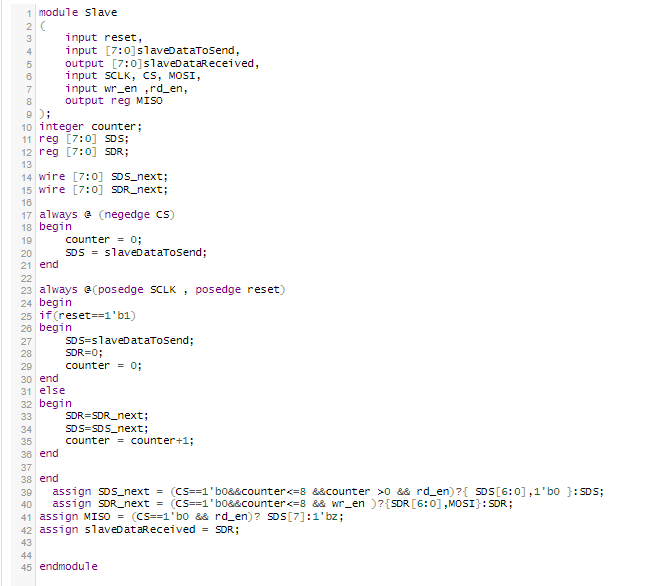 1 module Slave
2 (
3 input reset,
4 input [7:0]slaveDataToSend,
5 output [7:0]slaveDataReceived,
6 input SCLK, CS, MOSI,
7 input wr_en ,rd_en,
8 output reg MISO
9 );
10 integer counter;
11 reg [7:0] SDS;
12 reg [7:0] SDR;
13
14 wire [7:0] SDS_next;
15 wire [7:0] SDR_next;
16
17 always @ (negedge CS)
18 begin
19 counter = 0;
20 SDS = slaveDataToSend;
21 end
22
23 always @(posedge SCLK , posedge reset)
24 begin
25 if(reset==1'b1)
26 begin
27 SDS=slaveDataToSend;
28 SDR=0;
29 counter = 0;
30 end
31 else
32 begin
33 SDR=SDR_next;
34 SDS=SDS_next;
35 counter = counter+1;
36 end
37
38 end
39 assign SDS_next = (CS==1'b0&&counter<=8 &&counter >0 && rd_en)?{ SDS[6:0],1'b0 }:SDS;
40 assign SDR_next = (CS==1'b0&&counter<=8 && wr_en )?{SDR[6:0],MOSI}:SDR;
41 assign MISO = (CS==1'b0 && rd_en)? SDS[7]:1'bz;
42 assign slaveDataReceived = SDR;
43
44
45 endmodule